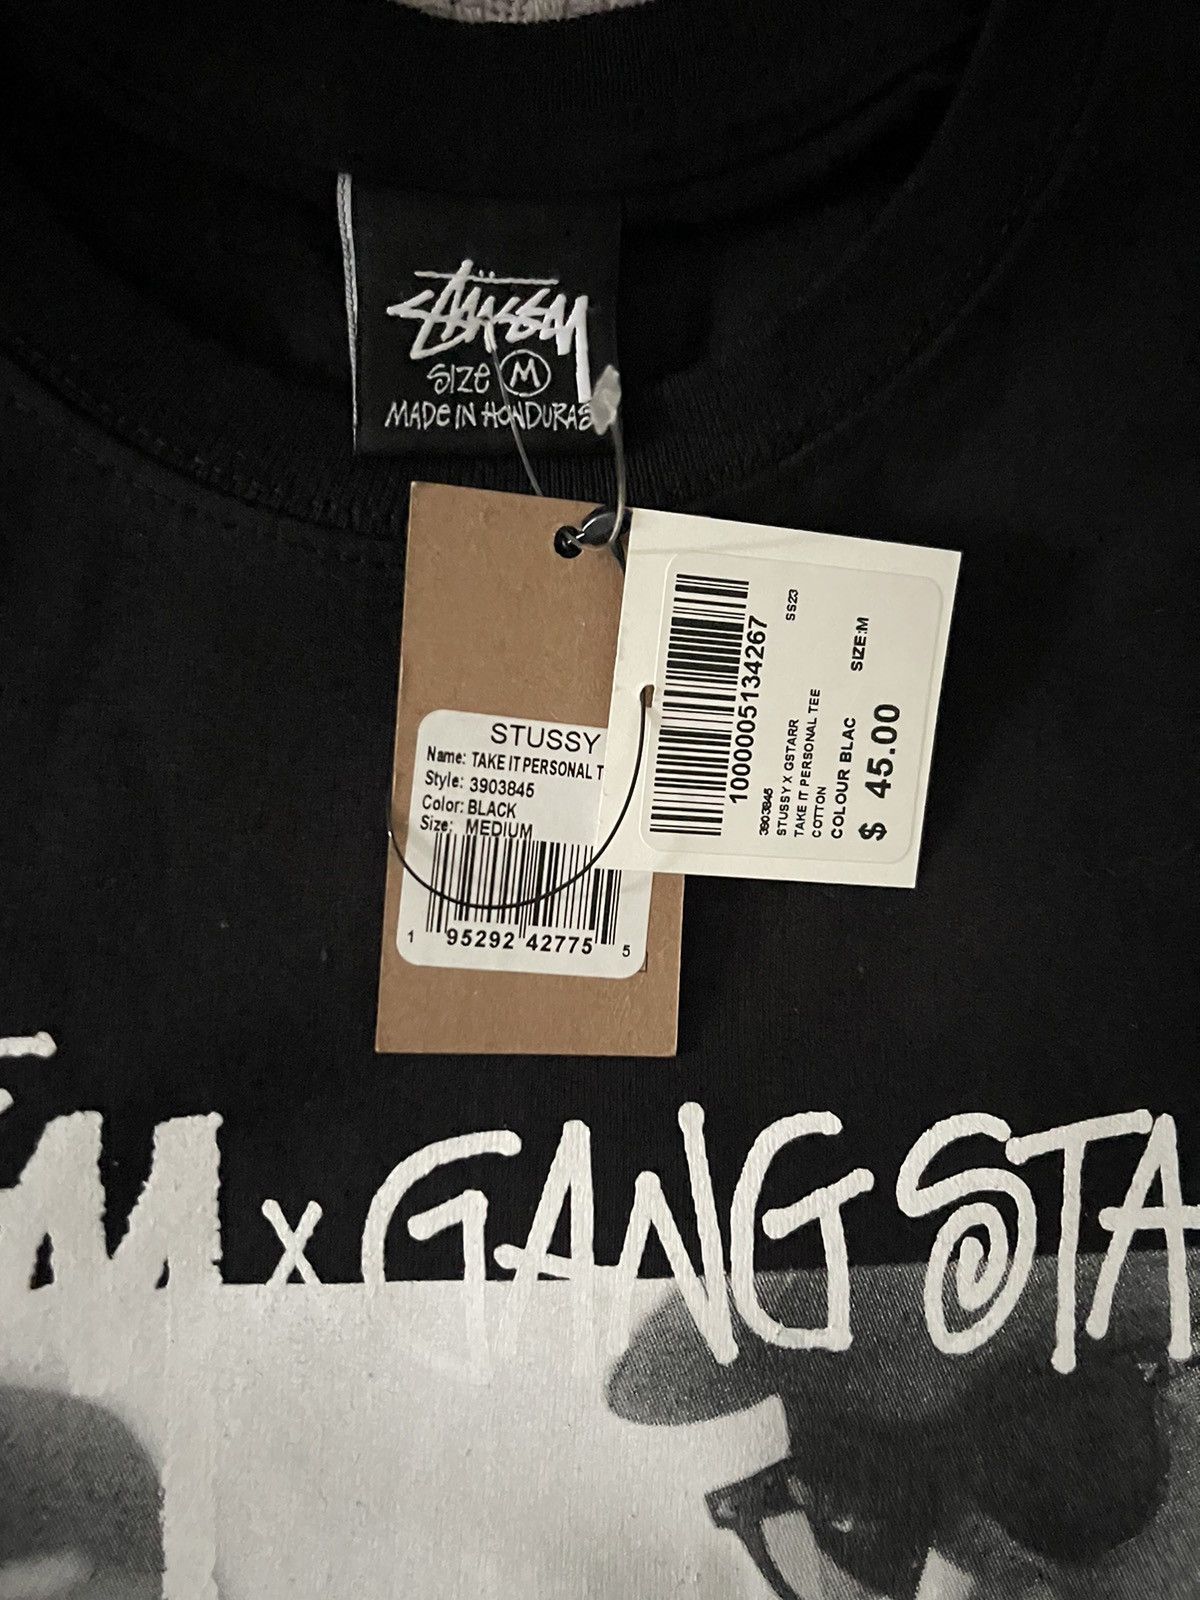 STÜSSY
SIZE M
MADE IN HONDURAS
STUSSY
Name: TAKE IT PERSONAL T
Style: 3903845
Color: BLACK
Size: MEDIUM
1 95292 42775 5
1000005134267
SS23
3903845
STUSSY X GSTARR
TAKE IT PERSONAL TEE
COTTON
COLOUR BLAC SIZE:M
$ 45.00
x GANG STA